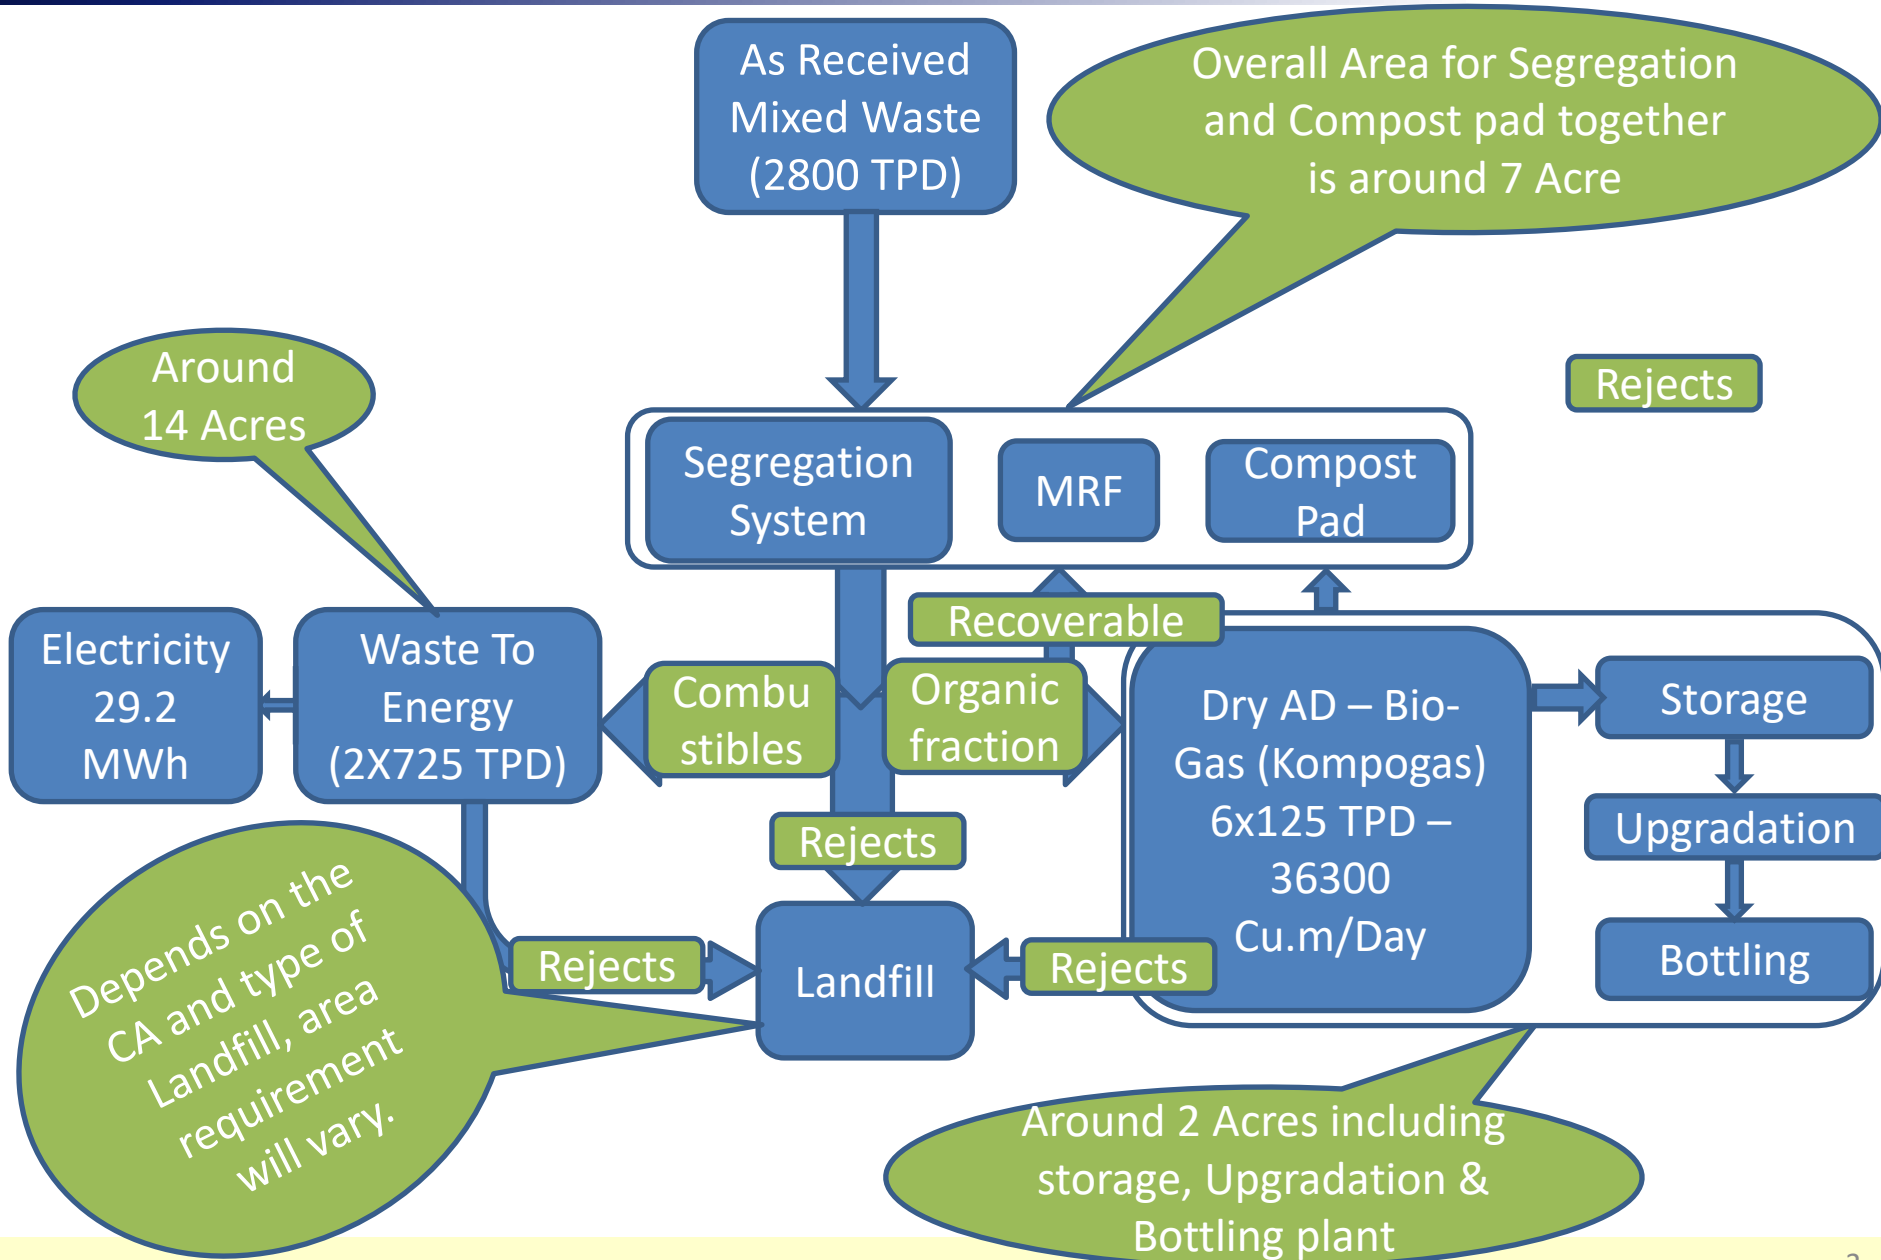 As Received
Mixed Waste
(2800 TPD)
Overall Area for Segregation
and Compost pad together
is around 7 Acre
Around
14 Acres
Rejects
Segregation
System
MRF
Compost
Pad
Electricity
29.2
MWh
Waste To
Energy
(2X725 TPD)
Combu
stibles
Recoverable
Organic
fraction
Dry AD – Bio-
Gas (Kompogas)
6x125 TPD –
36300
Cu.m/Day
Storage
Upgradation
Bottling
Rejects
Rejects
Landfill
Rejects
Depends on the
CA and type of
Landfill, area
requirement
will vary.
Around 2 Acres including
storage, Upgradation &
Bottling plant